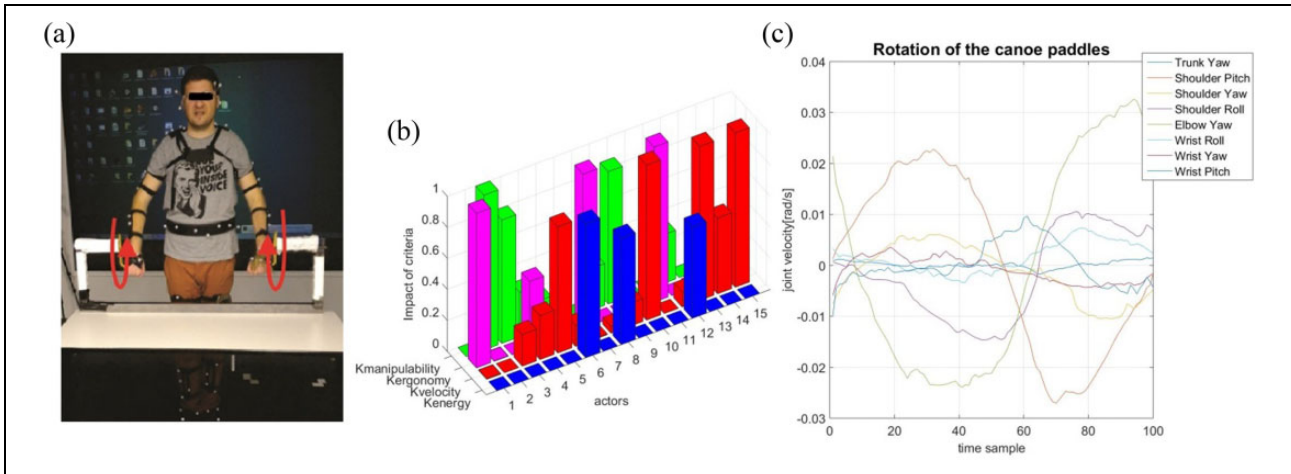 (a)
YOUR
INSIDE
VOICE
(b)
1
0.8
0.6
0.4
0.2
0
Impact of criteria
Kmanipulability
Kergonomy
Kvelocity
Kenergy
1
2
3
4
5
6
7
8
9
10
11
12
13
14
15
actors
(c)
Rotation of the canoe paddles
0.04
0.03
0.02
0.01
0
-0.01
-0.02
-0.03
joint velocity[rad/s]
0
20
40
60
80
100
time sample
Trunk Yaw
Shoulder Pitch
Shoulder Yaw
Shoulder Roll
Elbow Yaw
Wrist Roll
Wrist Yaw
Wrist Pitch